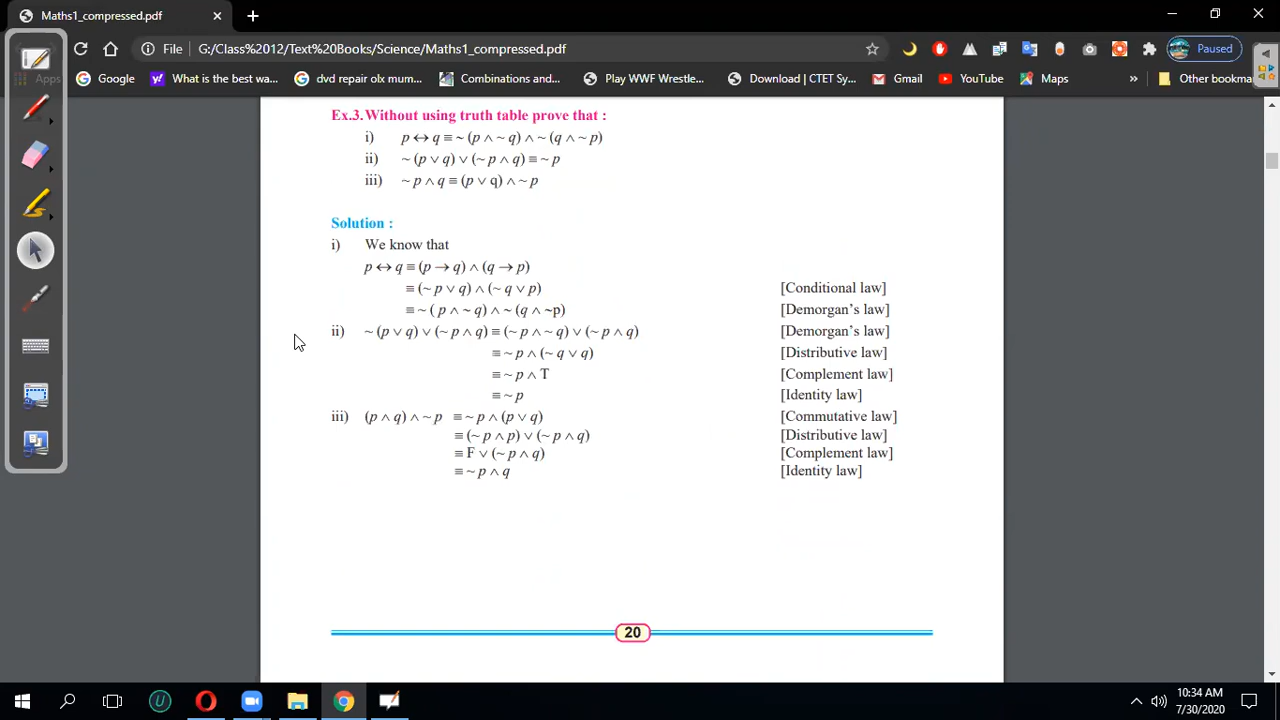 Maths1_compressed.pdf
File | G:/Class%2012/Text%20Books/Science/Maths1_compressed.pdf
Paused
Apps
Google
What is the best wa...
dvd repair olx mum...
Combinations and...
Play WWF Wrestle...
Download | CTET Sy...
Gmail
YouTube
Maps
»
Other bookma
Ex.3. Without using truth table prove that :
i) p ↔ q ≡ ~ (p ∧ ~ q) ∧ ~ (q ∧ ~ p)
ii) ~ (p ∨ q) ∨ (~ p ∧ q) ≡ ~ p
iii) ~ p ∧ q ≡ (p ∨ q) ∧ ~ p
Solution :
i) We know that
p ↔ q ≡ (p → q) ∧ (q → p)
≡ (~ p ∨ q) ∧ (~ q ∨ p) [Conditional law]
≡ ~ ( p ∧ ~ q) ∧ ~ (q ∧ ~p) [Demorgan's law]
ii) ~ (p ∨ q) ∨ (~ p ∧ q) ≡ (~ p ∧ ~ q) ∨ (~ p ∧ q) [Demorgan's law]
≡ ~ p ∧ (~ q ∨ q) [Distributive law]
≡ ~ p ∧ T [Complement law]
≡ ~ p [Identity law]
iii) (p ∧ q) ∧ ~ p ≡ ~ p ∧ (p ∨ q) [Commutative law]
≡ (~ p ∧ p) ∨ (~ p ∧ q) [Distributive law]
≡ F ∨ (~ p ∧ q) [Complement law]
≡ ~ p ∧ q [Identity law]
20
10:34 AM
7/30/2020